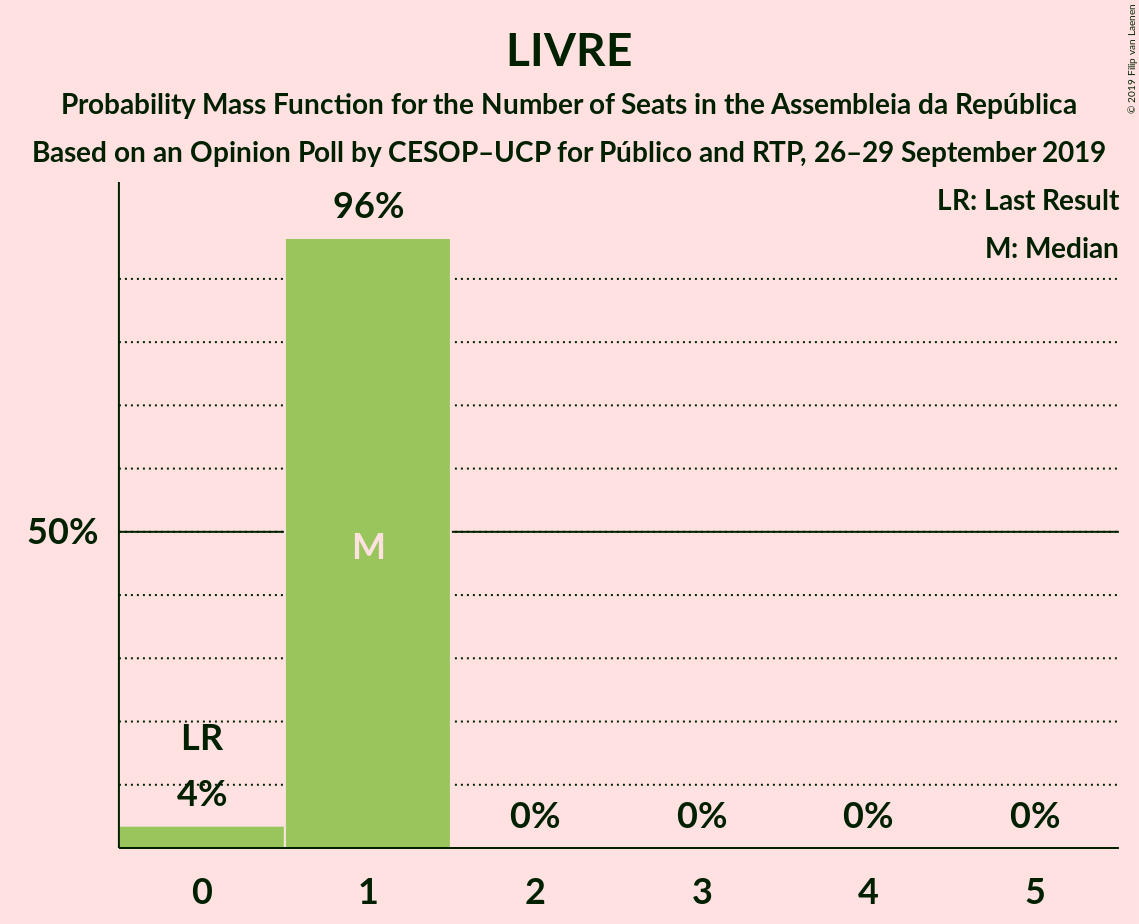 LIVRE
Probability Mass Function for the Number of Seats in the Assembleia da República
Based on an Opinion Poll by CESOP–UCP for Público and RTP, 26–29 September 2019
© 2019 Filip van Laenen
LR: Last Result
M: Median
96%
50%
M
LR
4%
0%
0%
0%
0%
0
1
2
3
4
5